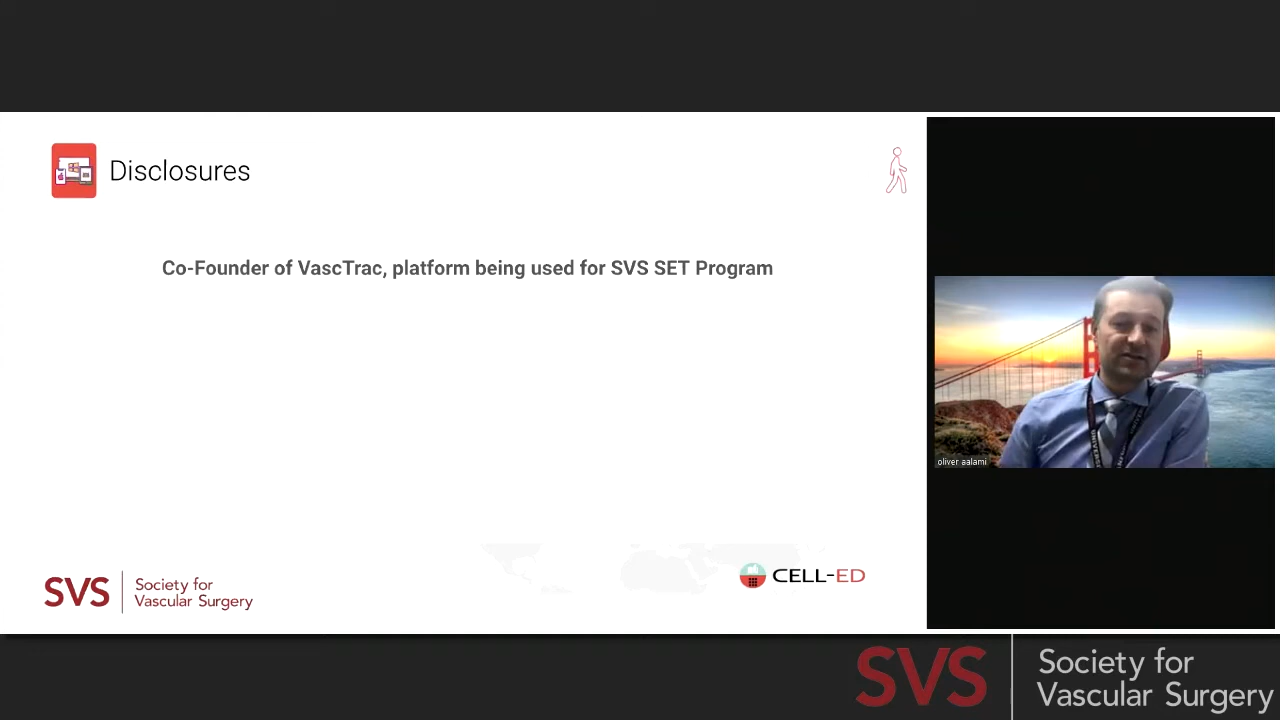 Disclosures
Co-Founder of VascTrac, platform being used for SVS SET Program
oliver aalami
SVS
Society for
Vascular Surgery
CELL-ED
SVS
Society for
Vascular Surgery